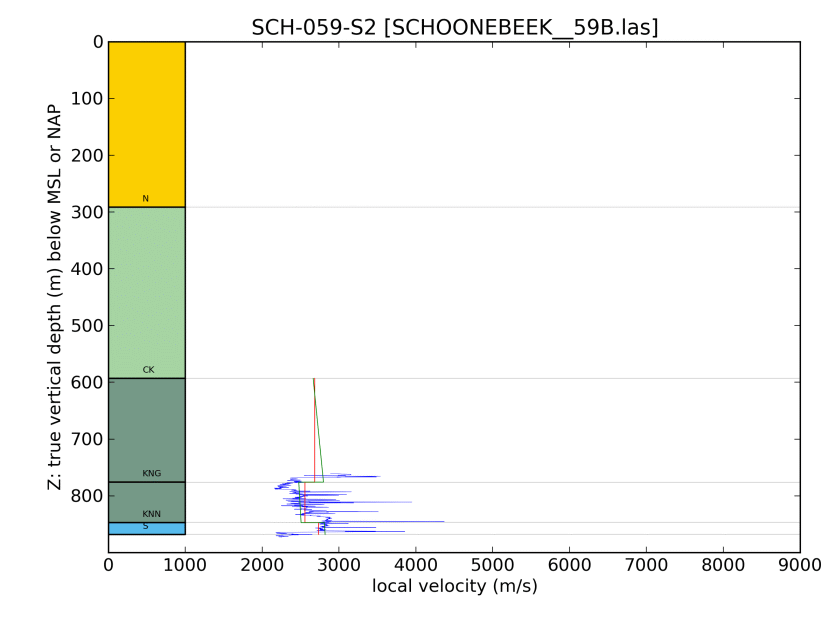 SCH-059-S2 [SCHOONEBEEK__59B.las]
Z: true vertical depth (m) below MSL or NAP
0
100
200
300
400
500
600
700
800
N
CK
KNG
KNN
S
0 1000 2000 3000 4000 5000 6000 7000 8000 9000
local velocity (m/s)